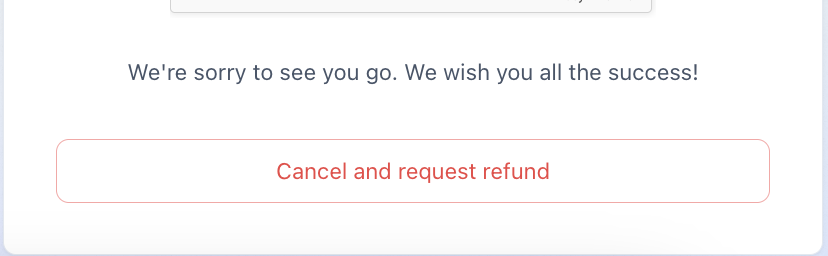 We're sorry to see you go. We wish you all the success!
Cancel and request refund